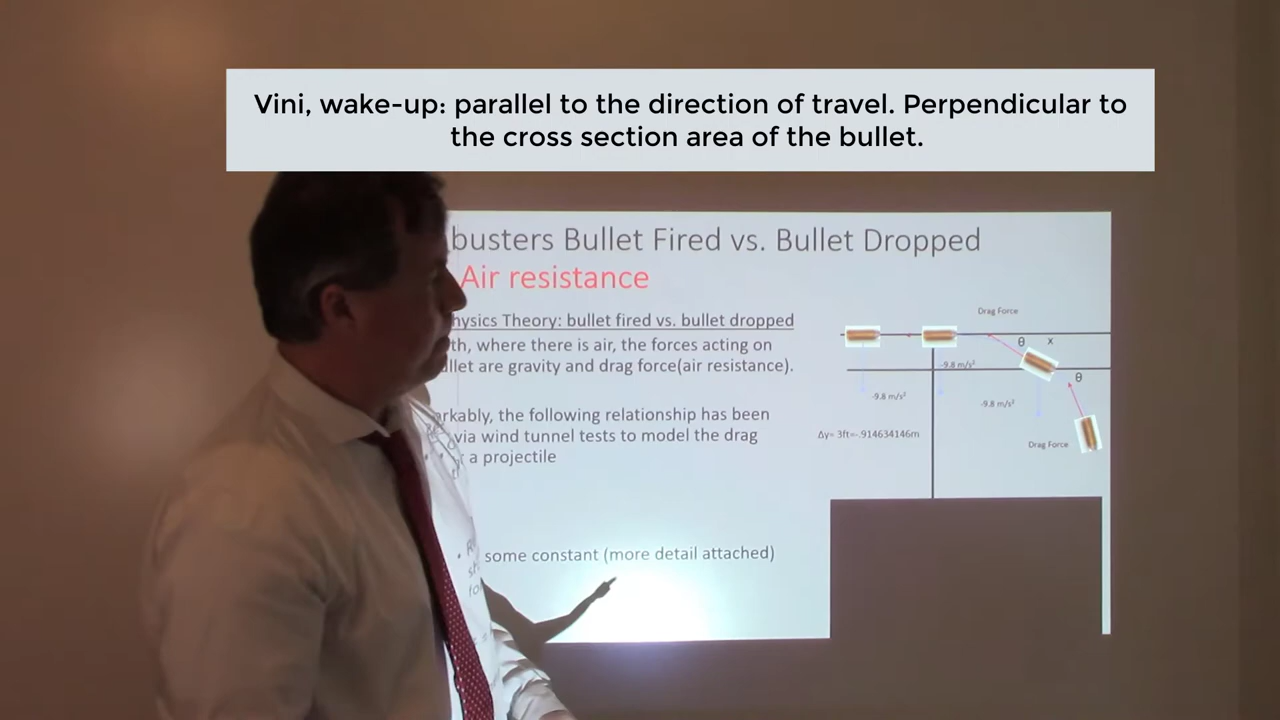 Vini, wake-up: parallel to the direction of travel. Perpendicular to
the cross section area of the bullet.
busters Bullet Fired vs. Bullet Dropped
Air resistance
hysics Theory: bullet fired vs. bullet dropped
th, where there is air, the forces acting on
llet are gravity and drag force(air resistance).
rkably, the following relationship has been
via wind tunnel tests to model the drag
a projectile
some constant (more detail attached)
Drag Force
θ x
-9.8 m/s²
θ
-9.8 m/s²
-9.8 m/s²
Δy= 3ft=-.914634146m
Drag Force